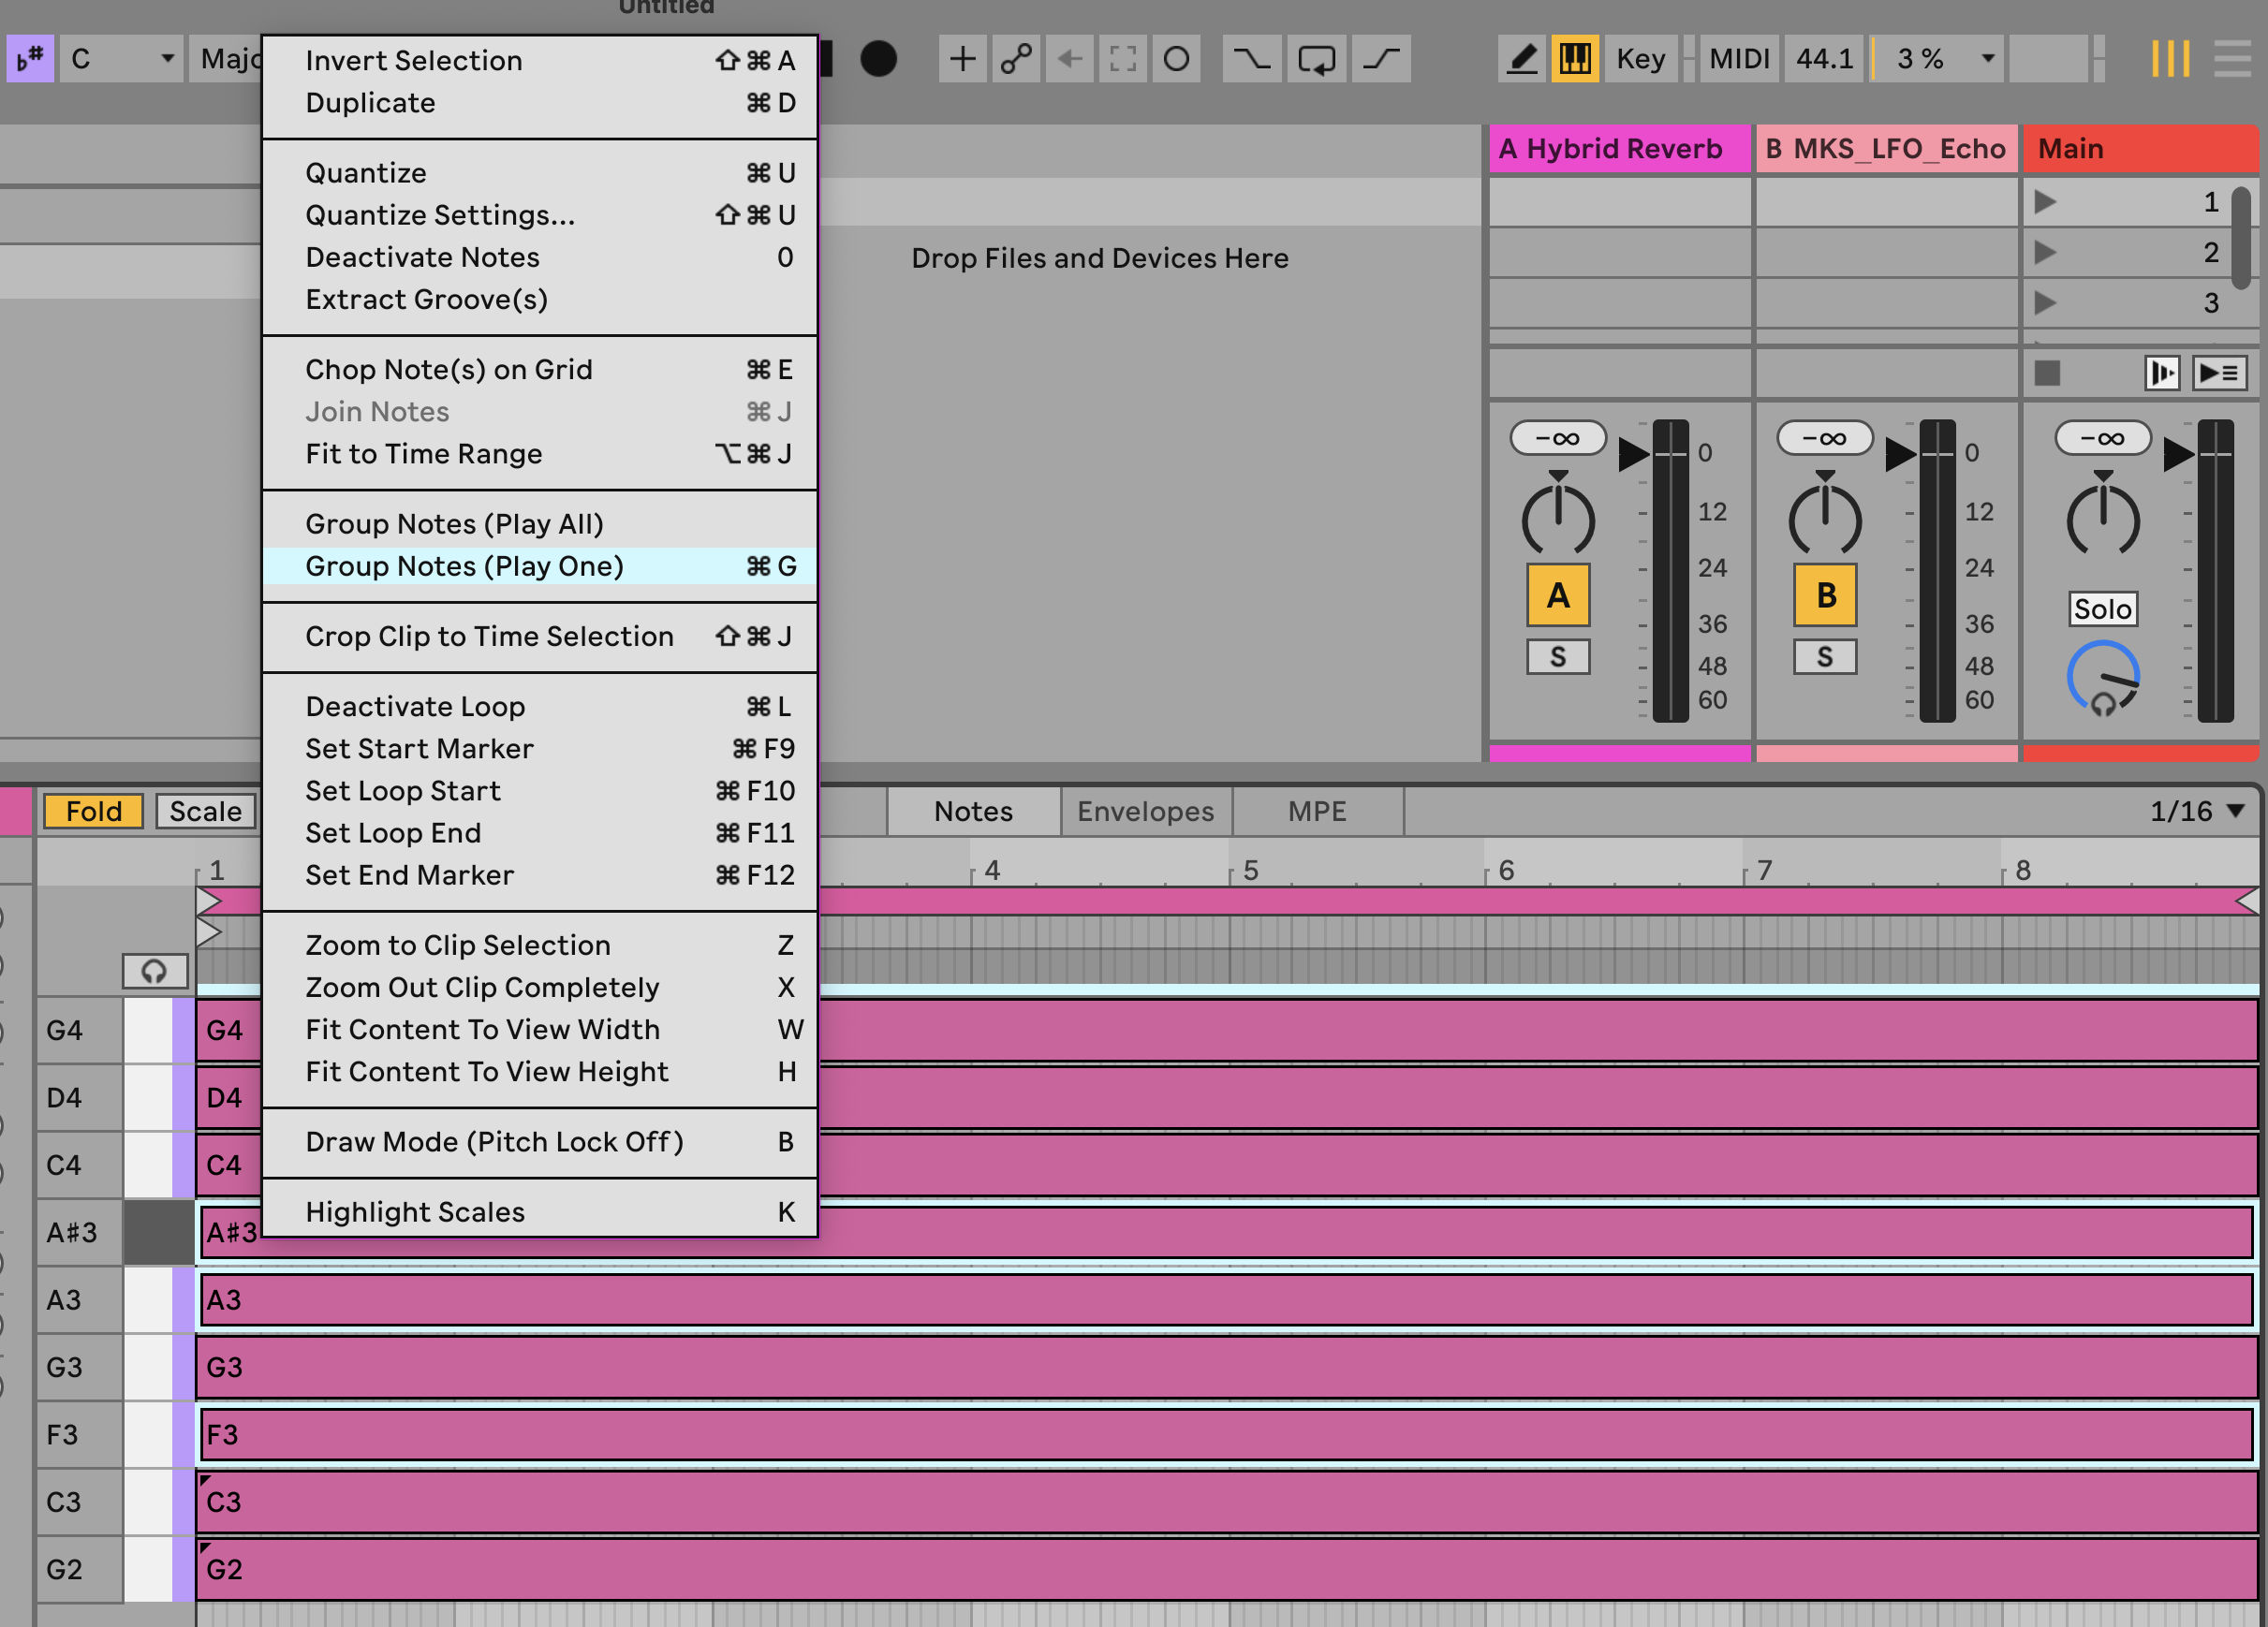 Untitled
♭♯ C Majo Key MIDI 44.1 3 %
Invert Selection ⇧⌘A
Duplicate ⌘D
Quantize ⌘U
Quantize Settings... ⇧⌘U
Deactivate Notes 0
Extract Groove(s)
Chop Note(s) on Grid ⌘E
Join Notes ⌘J
Fit to Time Range ⌥⌘J
Group Notes (Play All)
Group Notes (Play One) ⌘G
Crop Clip to Time Selection ⇧⌘J
Deactivate Loop ⌘L
Set Start Marker ⌘F9
Set Loop Start ⌘F10
Set Loop End ⌘F11
Set End Marker ⌘F12
Zoom to Clip Selection Z
Zoom Out Clip Completely X
Fit Content To View Width W
Fit Content To View Height H
Draw Mode (Pitch Lock Off) B
Highlight Scales K
Drop Files and Devices Here
A Hybrid Reverb B MKS_LFO_Echo Main
1
2
3
-∞ 0 -∞ 0 -∞
12 12
24 24
A B Solo
36 36
S S
48 48
60 60
Fold Scale Notes Envelopes MPE 1/16
1 4 5 6 7 8
G4 G4
D4 D4
C4 C4
A♯3 A♯3
A3 A3
G3 G3
F3 F3
C3 C3
G2 G2